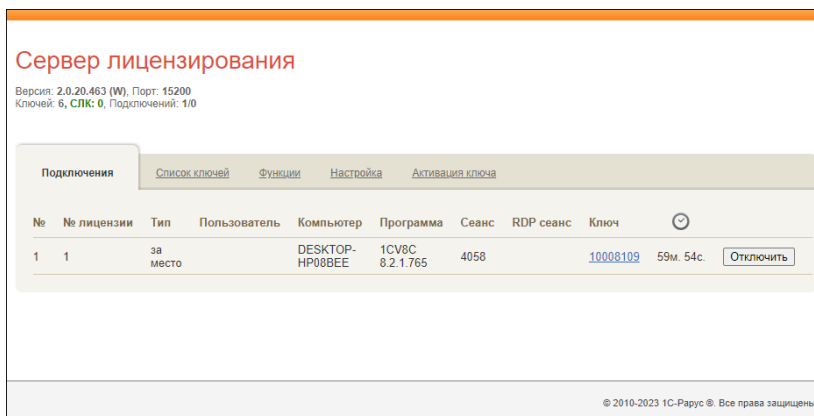 Сервер лицензирования
Версия: 2.0.20.463 (W), Порт: 15200
Ключей: 6, СЛК: 0, Подключений: 1/0
Подключения Список ключей Функции Настройка Активация ключа
№ № лицензии Тип Пользователь Компьютер Программа Сеанс RDP сеанс Ключ
1 1 за место DESKTOP-HP08BEE 1CV8C 8.2.1.765 4058 10008109 59м. 54с. Отключить
© 2010-2023 1С-Рарус ®. Все права защищены